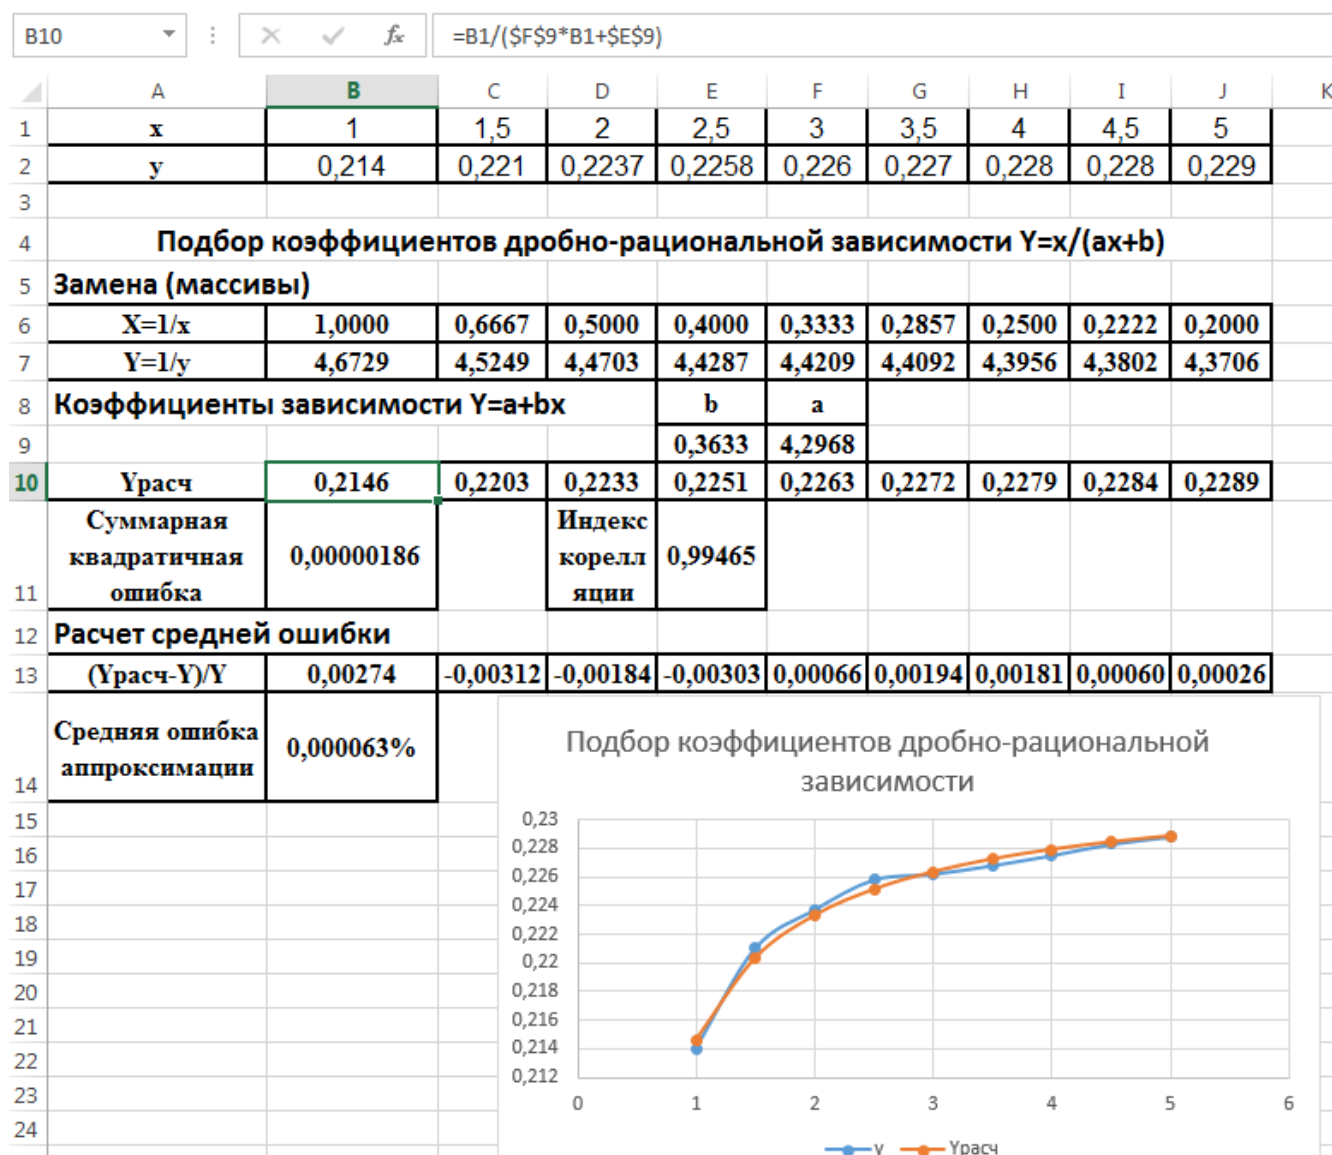 B10 fx =B1/($F$9*B1+$E$9)
A B C D E F G H I J K
1 x 1 1,5 2 2,5 3 3,5 4 4,5 5
2 y 0,214 0,221 0,2237 0,2258 0,226 0,227 0,228 0,228 0,229
3
4 Подбор коэффициентов дробно-рациональной зависимости Y=x/(ax+b)
5 Замена (массивы)
6 X=1/x 1,0000 0,6667 0,5000 0,4000 0,3333 0,2857 0,2500 0,2222 0,2000
7 Y=1/y 4,6729 4,5249 4,4703 4,4287 4,4209 4,4092 4,3956 4,3802 4,3706
8 Коэффициенты зависимости Y=a+bx b a
9 0,3633 4,2968
10 Yрасч 0,2146 0,2203 0,2233 0,2251 0,2263 0,2272 0,2279 0,2284 0,2289
Суммарная
квадратичная
ошибка
11
0,00000186
Индекс
корелл
яции
0,99465
12 Расчет средней ошибки
13 (Yрасч-Y)/Y 0,00274 -0,00312 -0,00184 -0,00303 0,00066 0,00194 0,00181 0,00060 0,00026
Средняя ошибка
аппроксимации
14
0,000063%
15
16
17
18
19
20
21
22
23
24
Подбор коэффициентов дробно-рациональной
зависимости
0,23
0,228
0,226
0,224
0,222
0,22
0,218
0,216
0,214
0,212
0 1 2 3 4 5 6
y Yрасч